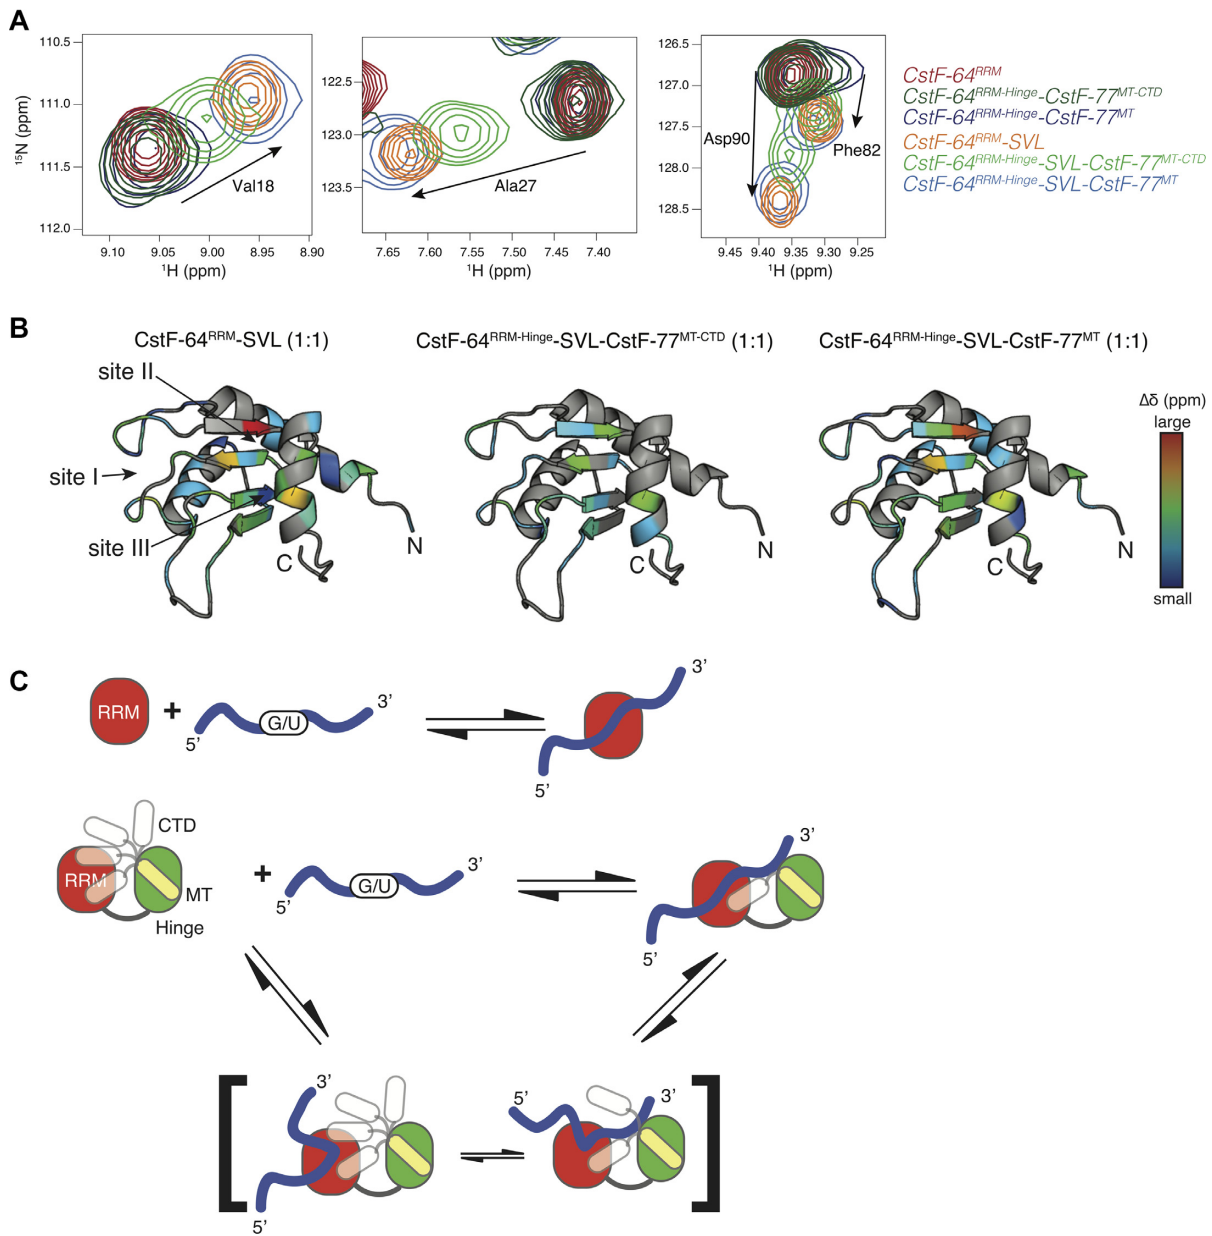 A
110.5
111.0
111.5
112.0
15N (ppm)
9.10 9.05 9.00 8.95 8.90
1H (ppm)
Val18
122.5
123.0
123.5
7.65 7.60 7.55 7.50 7.45 7.40
1H (ppm)
Ala27
126.5
127.0
127.5
128.0
128.5
9.45 9.40 9.35 9.30 9.25
1H (ppm)
Asp90
Phe82
CstF-64RRM
CstF-64RRM-Hinge-CstF-77MT-CTD
CstF-64RRM-Hinge-CstF-77MT
CstF-64RRM-SVL
CstF-64RRM-Hinge-SVL-CstF-77MT-CTD
CstF-64RRM-Hinge-SVL-CstF-77MT
B
CstF-64RRM-SVL (1:1)
CstF-64RRM-Hinge-SVL-CstF-77MT-CTD (1:1)
CstF-64RRM-Hinge-SVL-CstF-77MT (1:1)
site II
site I
site III
C
N
C
N
C
N
Δδ (ppm)
large
small
C
RRM
+
G/U
5’
3’
3’
5’
CTD
RRM
MT
Hinge
+
G/U
5’
3’
3’
5’
3’
5’
5’
3’